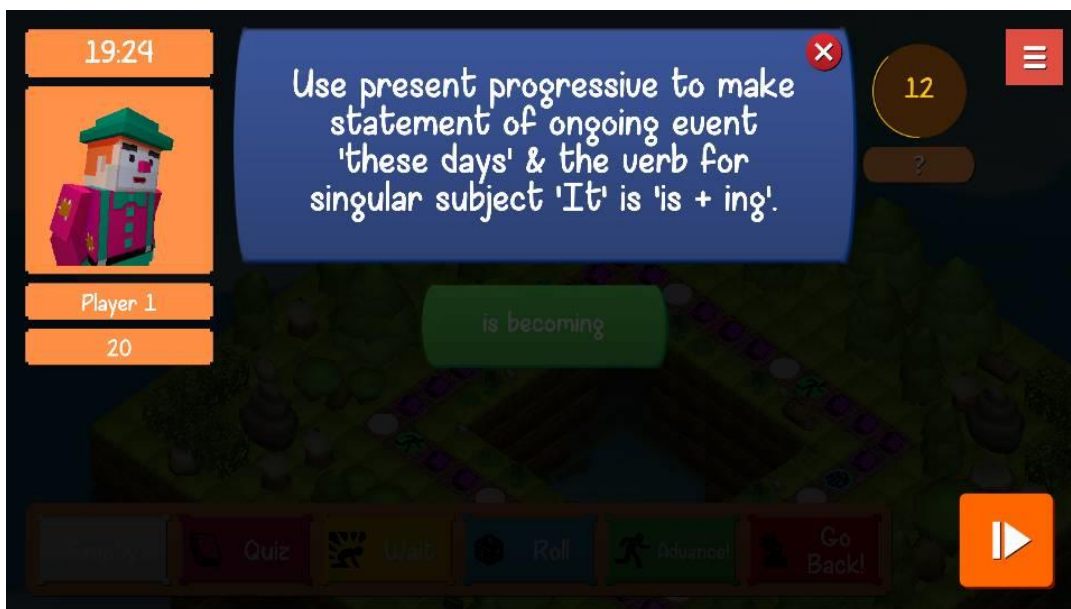 19:24
Use present progressive to make
statement of ongoing event
'these days' & the verb for
singular subject 'It' is 'is + ing'.
12
?
Player 1
20
is becoming
Empty
Quiz
Wait
Roll
Advance!
Go
Back!